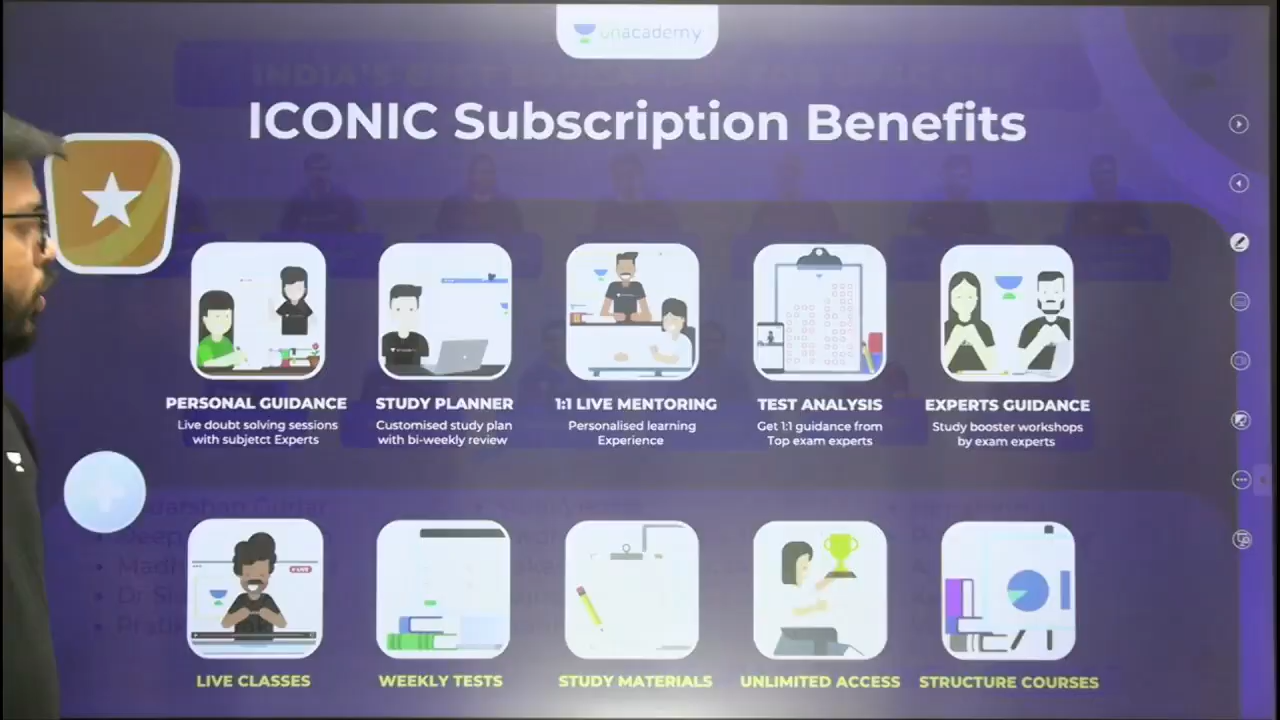 unacademy
ICONIC Subscription Benefits
PERSONAL GUIDANCE
Live doubt solving sessions
with subjetct Experts
STUDY PLANNER
Customised study plan
with bi-weekly review
1:1 LIVE MENTORING
Personalised learning
Experience
TEST ANALYSIS
Get 1:1 guidance from
Top exam experts
EXPERTS GUIDANCE
Study booster workshops
by exam experts
LIVE
LIVE CLASSES
WEEKLY TESTS
STUDY MATERIALS
UNLIMITED ACCESS
STRUCTURE COURSES